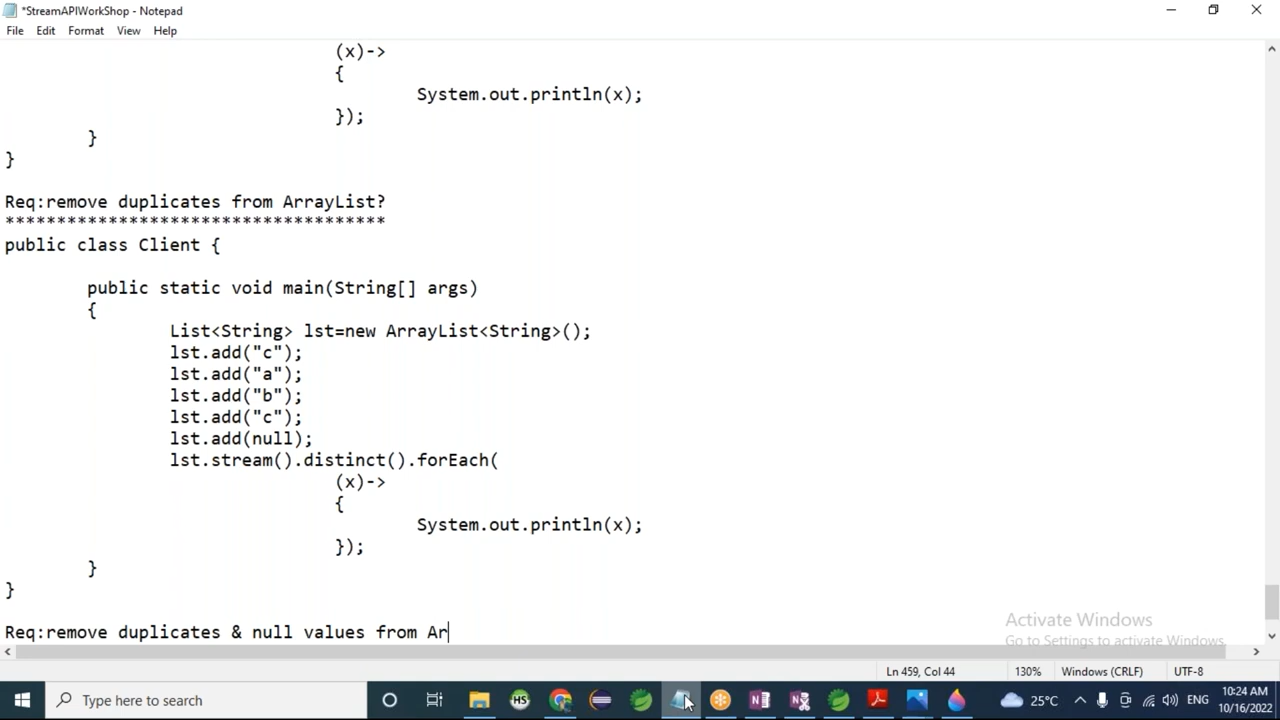 *StreamAPIWorkShop - Notepad
File Edit Format View Help
(x)->
{
System.out.println(x);
});
}
}
Req:remove duplicates from ArrayList?
*************************************
public class Client {
public static void main(String[] args)
{
List<String> lst=new ArrayList<String>();
lst.add("c");
lst.add("a");
lst.add("b");
lst.add("c");
lst.add(null);
lst.stream().distinct().forEach(
(x)->
{
System.out.println(x);
});
}
}
Req:remove duplicates & null values from Ar
Activate Windows
Go to Settings to activate Windows.
Ln 459, Col 44 130% Windows (CRLF) UTF-8
Type here to search HS N 25°C ENG 10:24 AM
10/16/2022